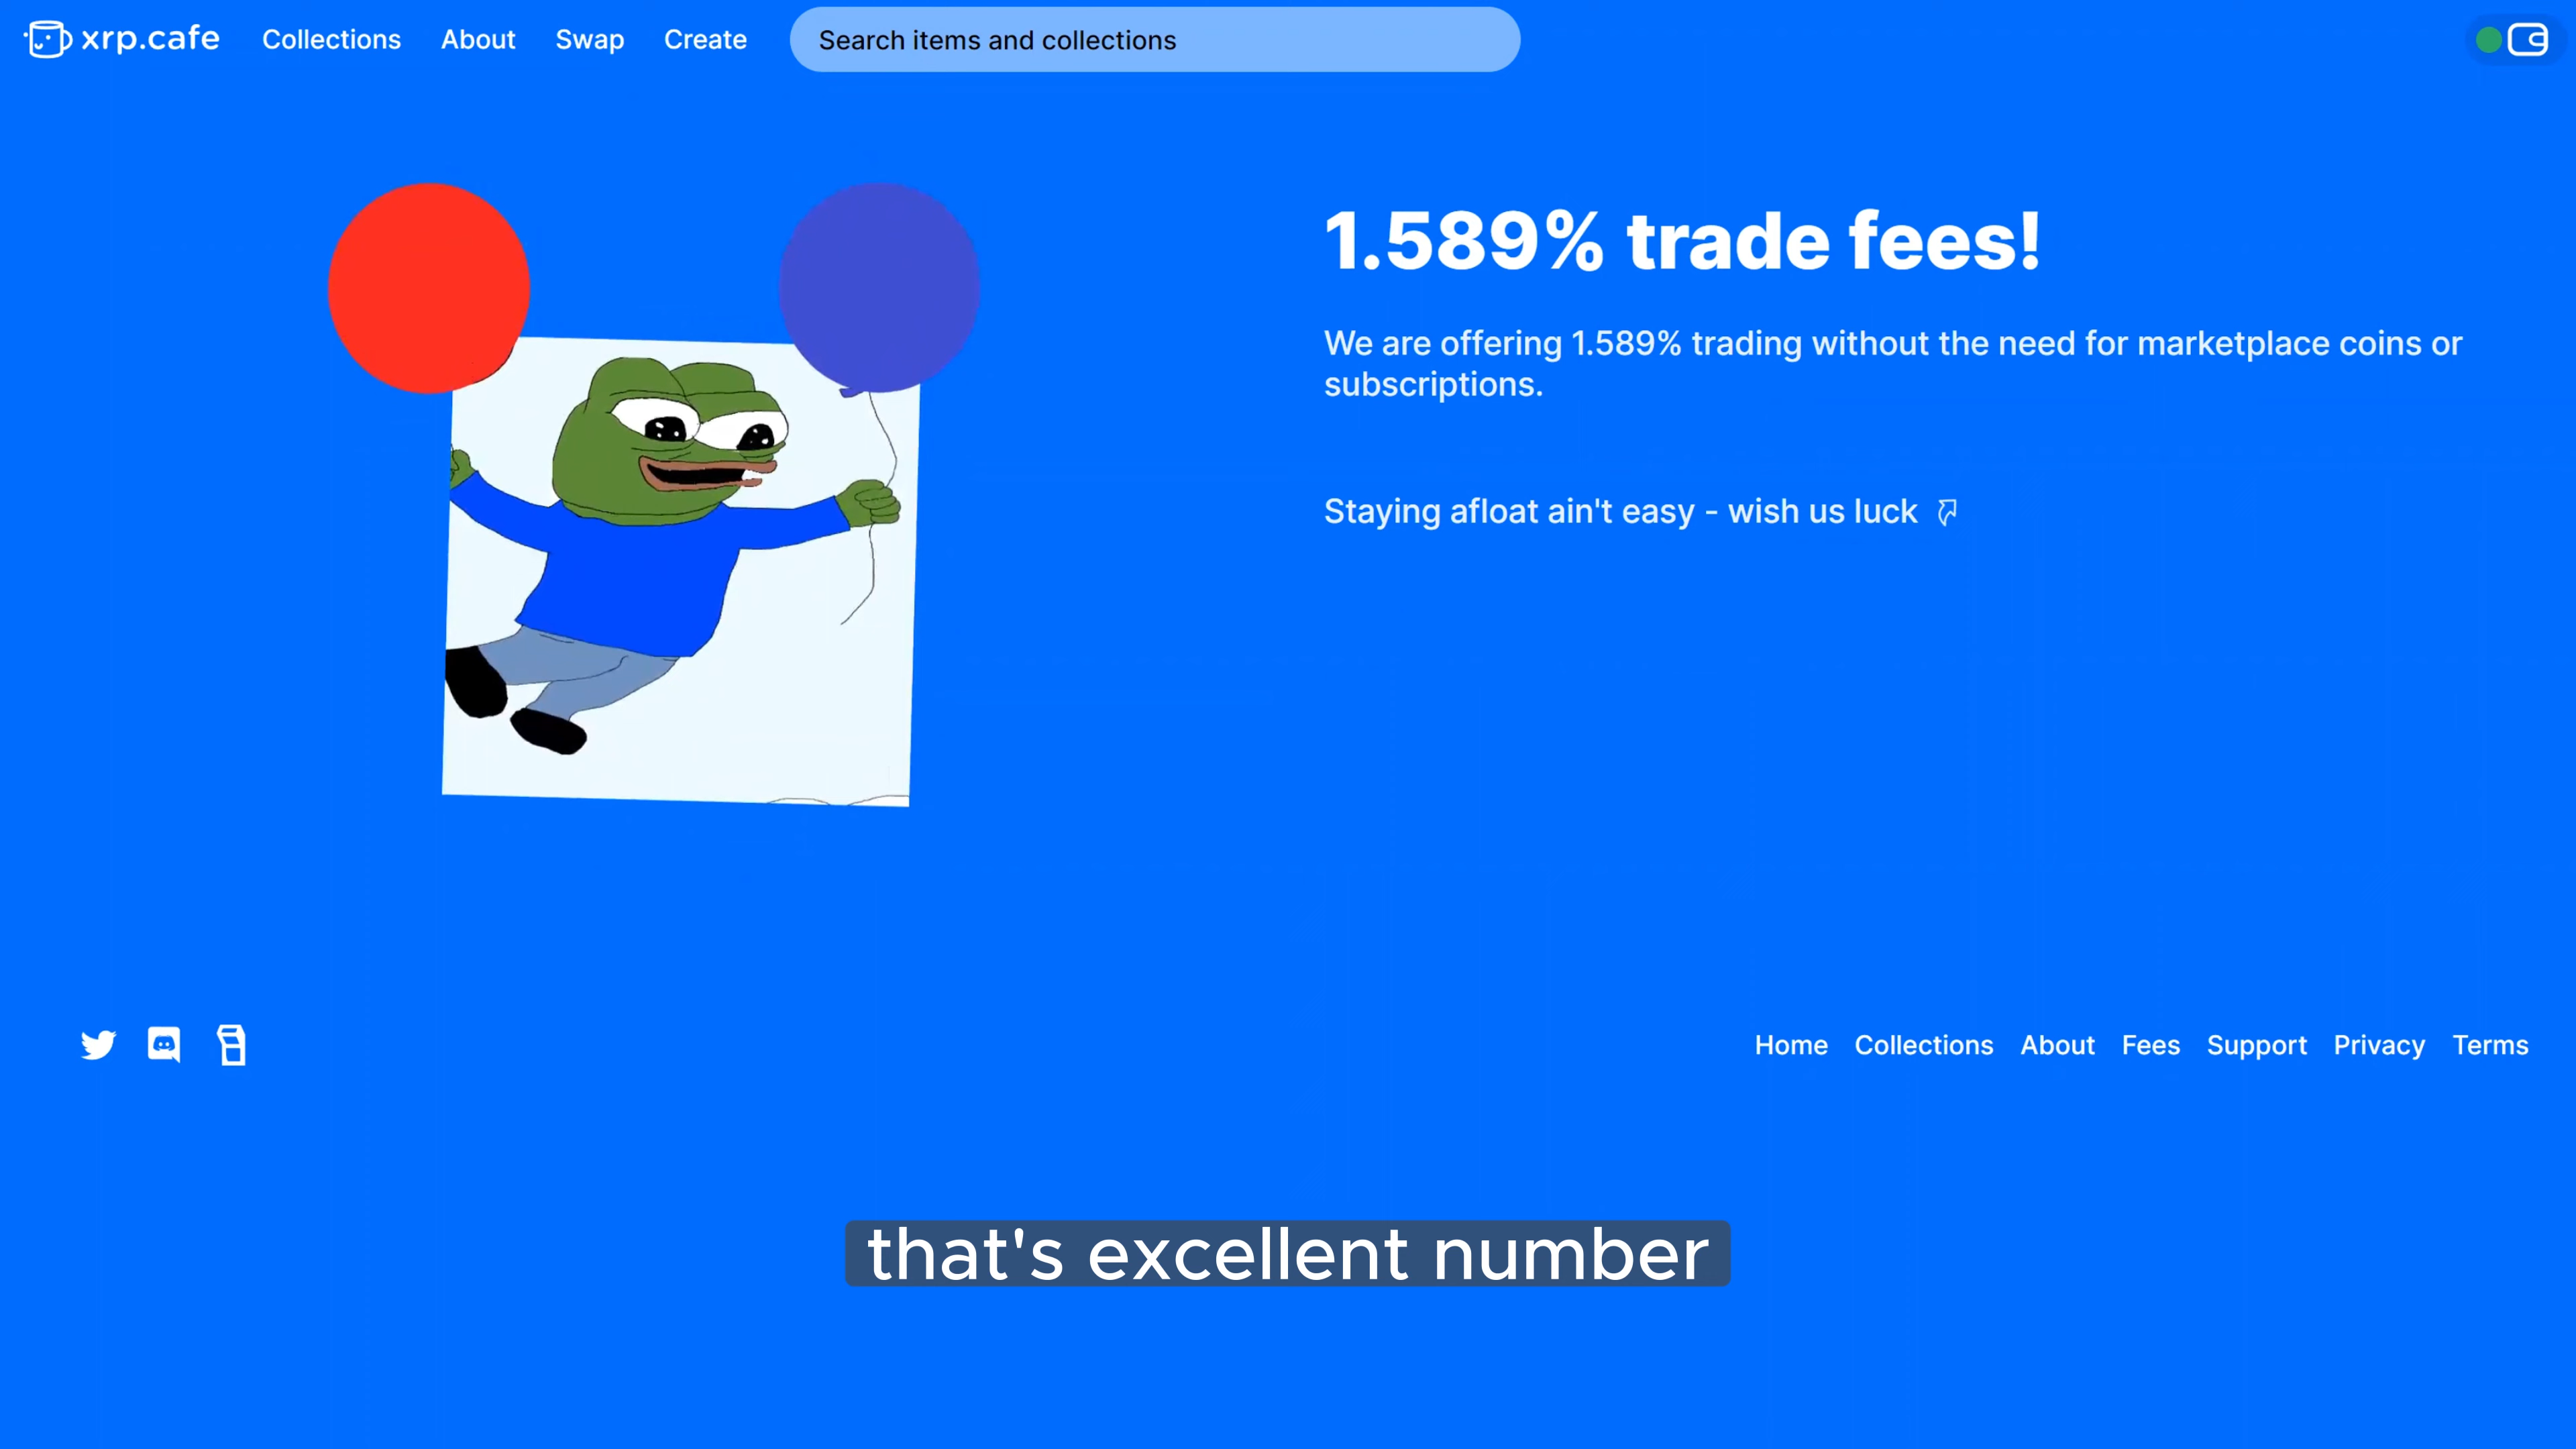 xrp.cafe
Collections
About
Swap
Create
Search items and collections
1.589% trade fees!
We are offering 1.589% trading without the need for marketplace coins or
subscriptions.
Staying afloat ain't easy - wish us luck
Home
Collections
About
Fees
Support
Privacy
Terms
that's excellent number